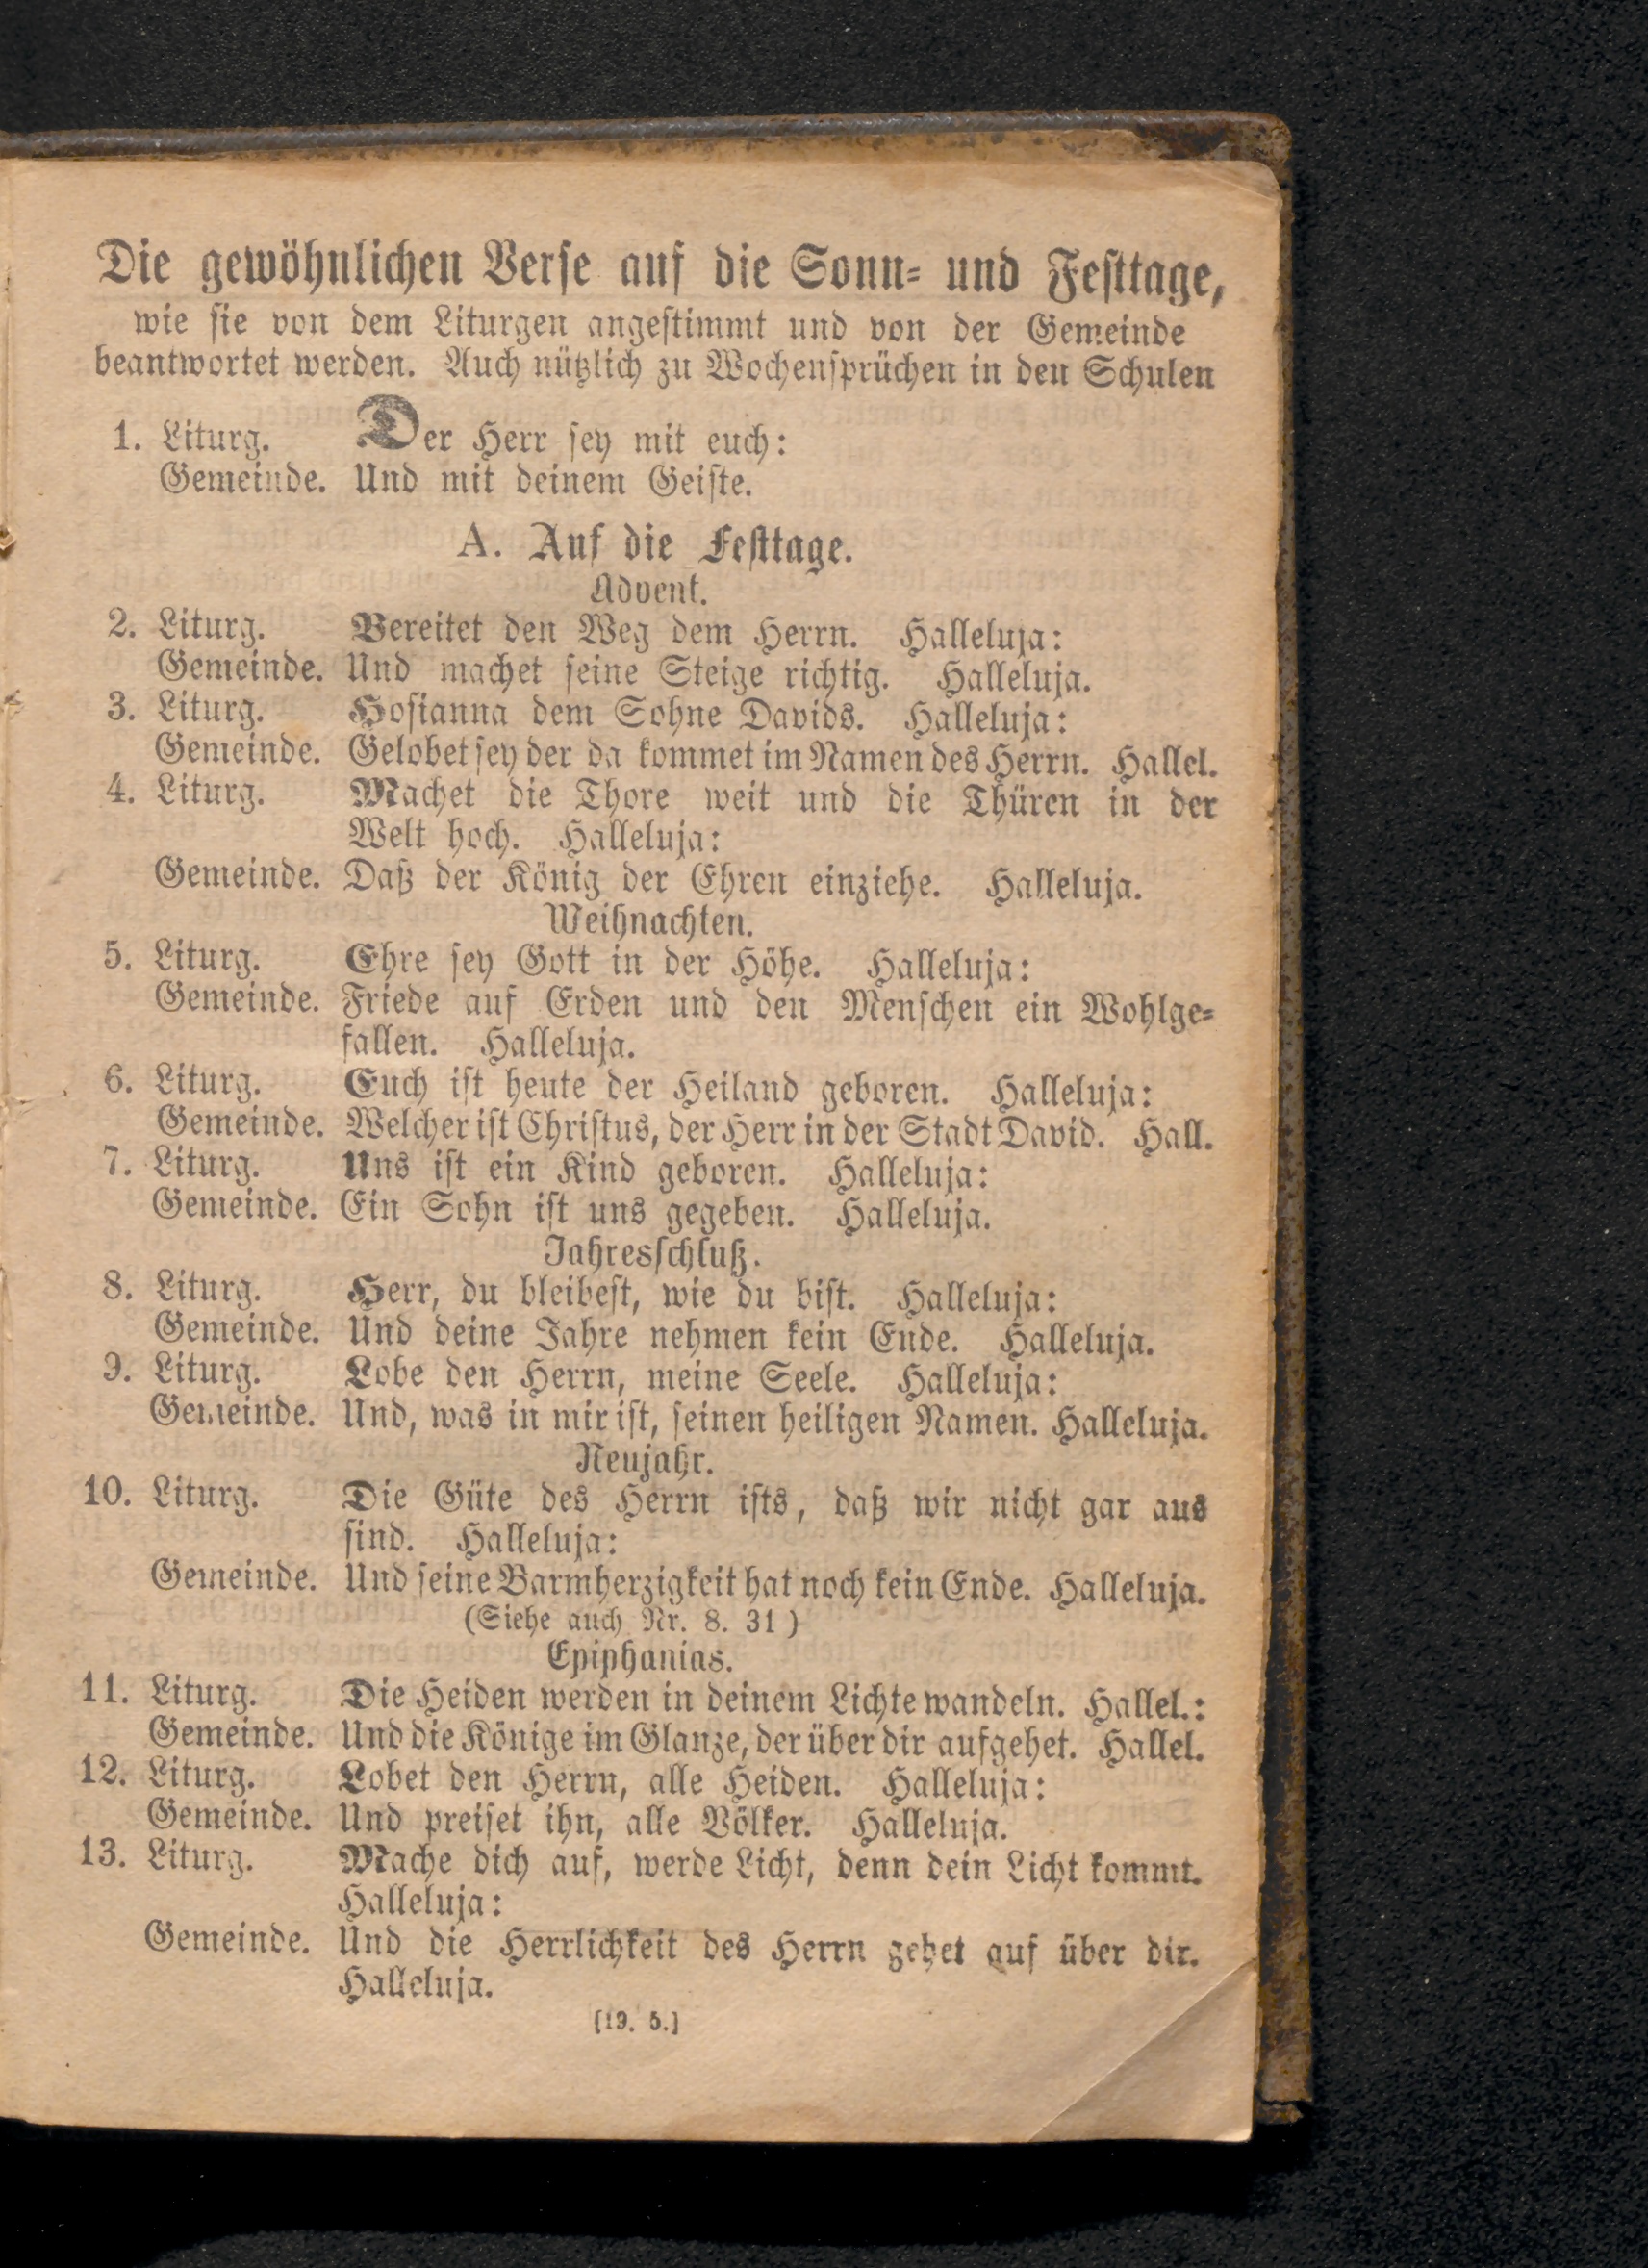 Die gewöhnlichen Verse auf die Sonn- und Festtage,
wie sie von dem Liturgen angestimmt und von der Gemeinde
beantwortet werden. Auch nützlich zu Wochensprüchen in den Schulen
1. Liturg. Der Herr sey mit euch:
Gemeinde. Und mit deinem Geiste.
A. Auf die Festtage.
Advent.
2. Liturg. Bereitet den Weg dem Herrn. Halleluja:
Gemeinde. Und machet seine Steige richtig. Halleluja.
3. Liturg. Hosianna dem Sohne Davids. Halleluja:
Gemeinde. Gelobet sey der da kommet im Namen des Herrn. Hallel.
4. Liturg. Machet die Thore weit und die Thüren in der
Welt hoch. Halleluja:
Gemeinde. Daß der König der Ehren einziehe. Halleluja.
Weihnachten.
5. Liturg. Ehre sey Gott in der Höhe. Halleluja:
Gemeinde. Friede auf Erden und den Menschen ein Wohlge-
fallen. Halleluja.
6. Liturg. Euch ist heute der Heiland geboren. Halleluja:
Gemeinde. Welcher ist Christus, der Herr in der Stadt David. Hall.
7. Liturg. Uns ist ein Kind geboren. Halleluja:
Gemeinde. Ein Sohn ist uns gegeben. Halleluja.
Jahresschluß.
8. Liturg. Herr, du bleibest, wie du bist. Halleluja:
Gemeinde. Und deine Jahre nehmen kein Ende. Halleluja.
9. Liturg. Lobe den Herrn, meine Seele. Halleluja:
Gemeinde. Und, was in mir ist, seinen heiligen Namen. Halleluja.
Neujahr.
10. Liturg. Die Güte des Herrn ists, daß wir nicht gar aus
sind. Halleluja:
Gemeinde. Und seine Barmherzigkeit hat noch kein Ende. Halleluja.
(Siehe auch Nr. 8. 31)
Epiphanias.
11. Liturg. Die Heiden werden in deinem Lichte wandeln. Hallel.:
Gemeinde. Und die Könige im Glanze, der über dir aufgehet. Hallel.
12. Liturg. Lobet den Herrn, alle Heiden. Halleluja:
Gemeinde. Und preiset ihn, alle Völker. Halleluja.
13. Liturg. Mache dich auf, werde Licht, denn dein Licht kommt.
Halleluja:
Gemeinde. Und die Herrlichkeit des Herrn gehet auf über dir.
Halleluja.
[19. 5.]